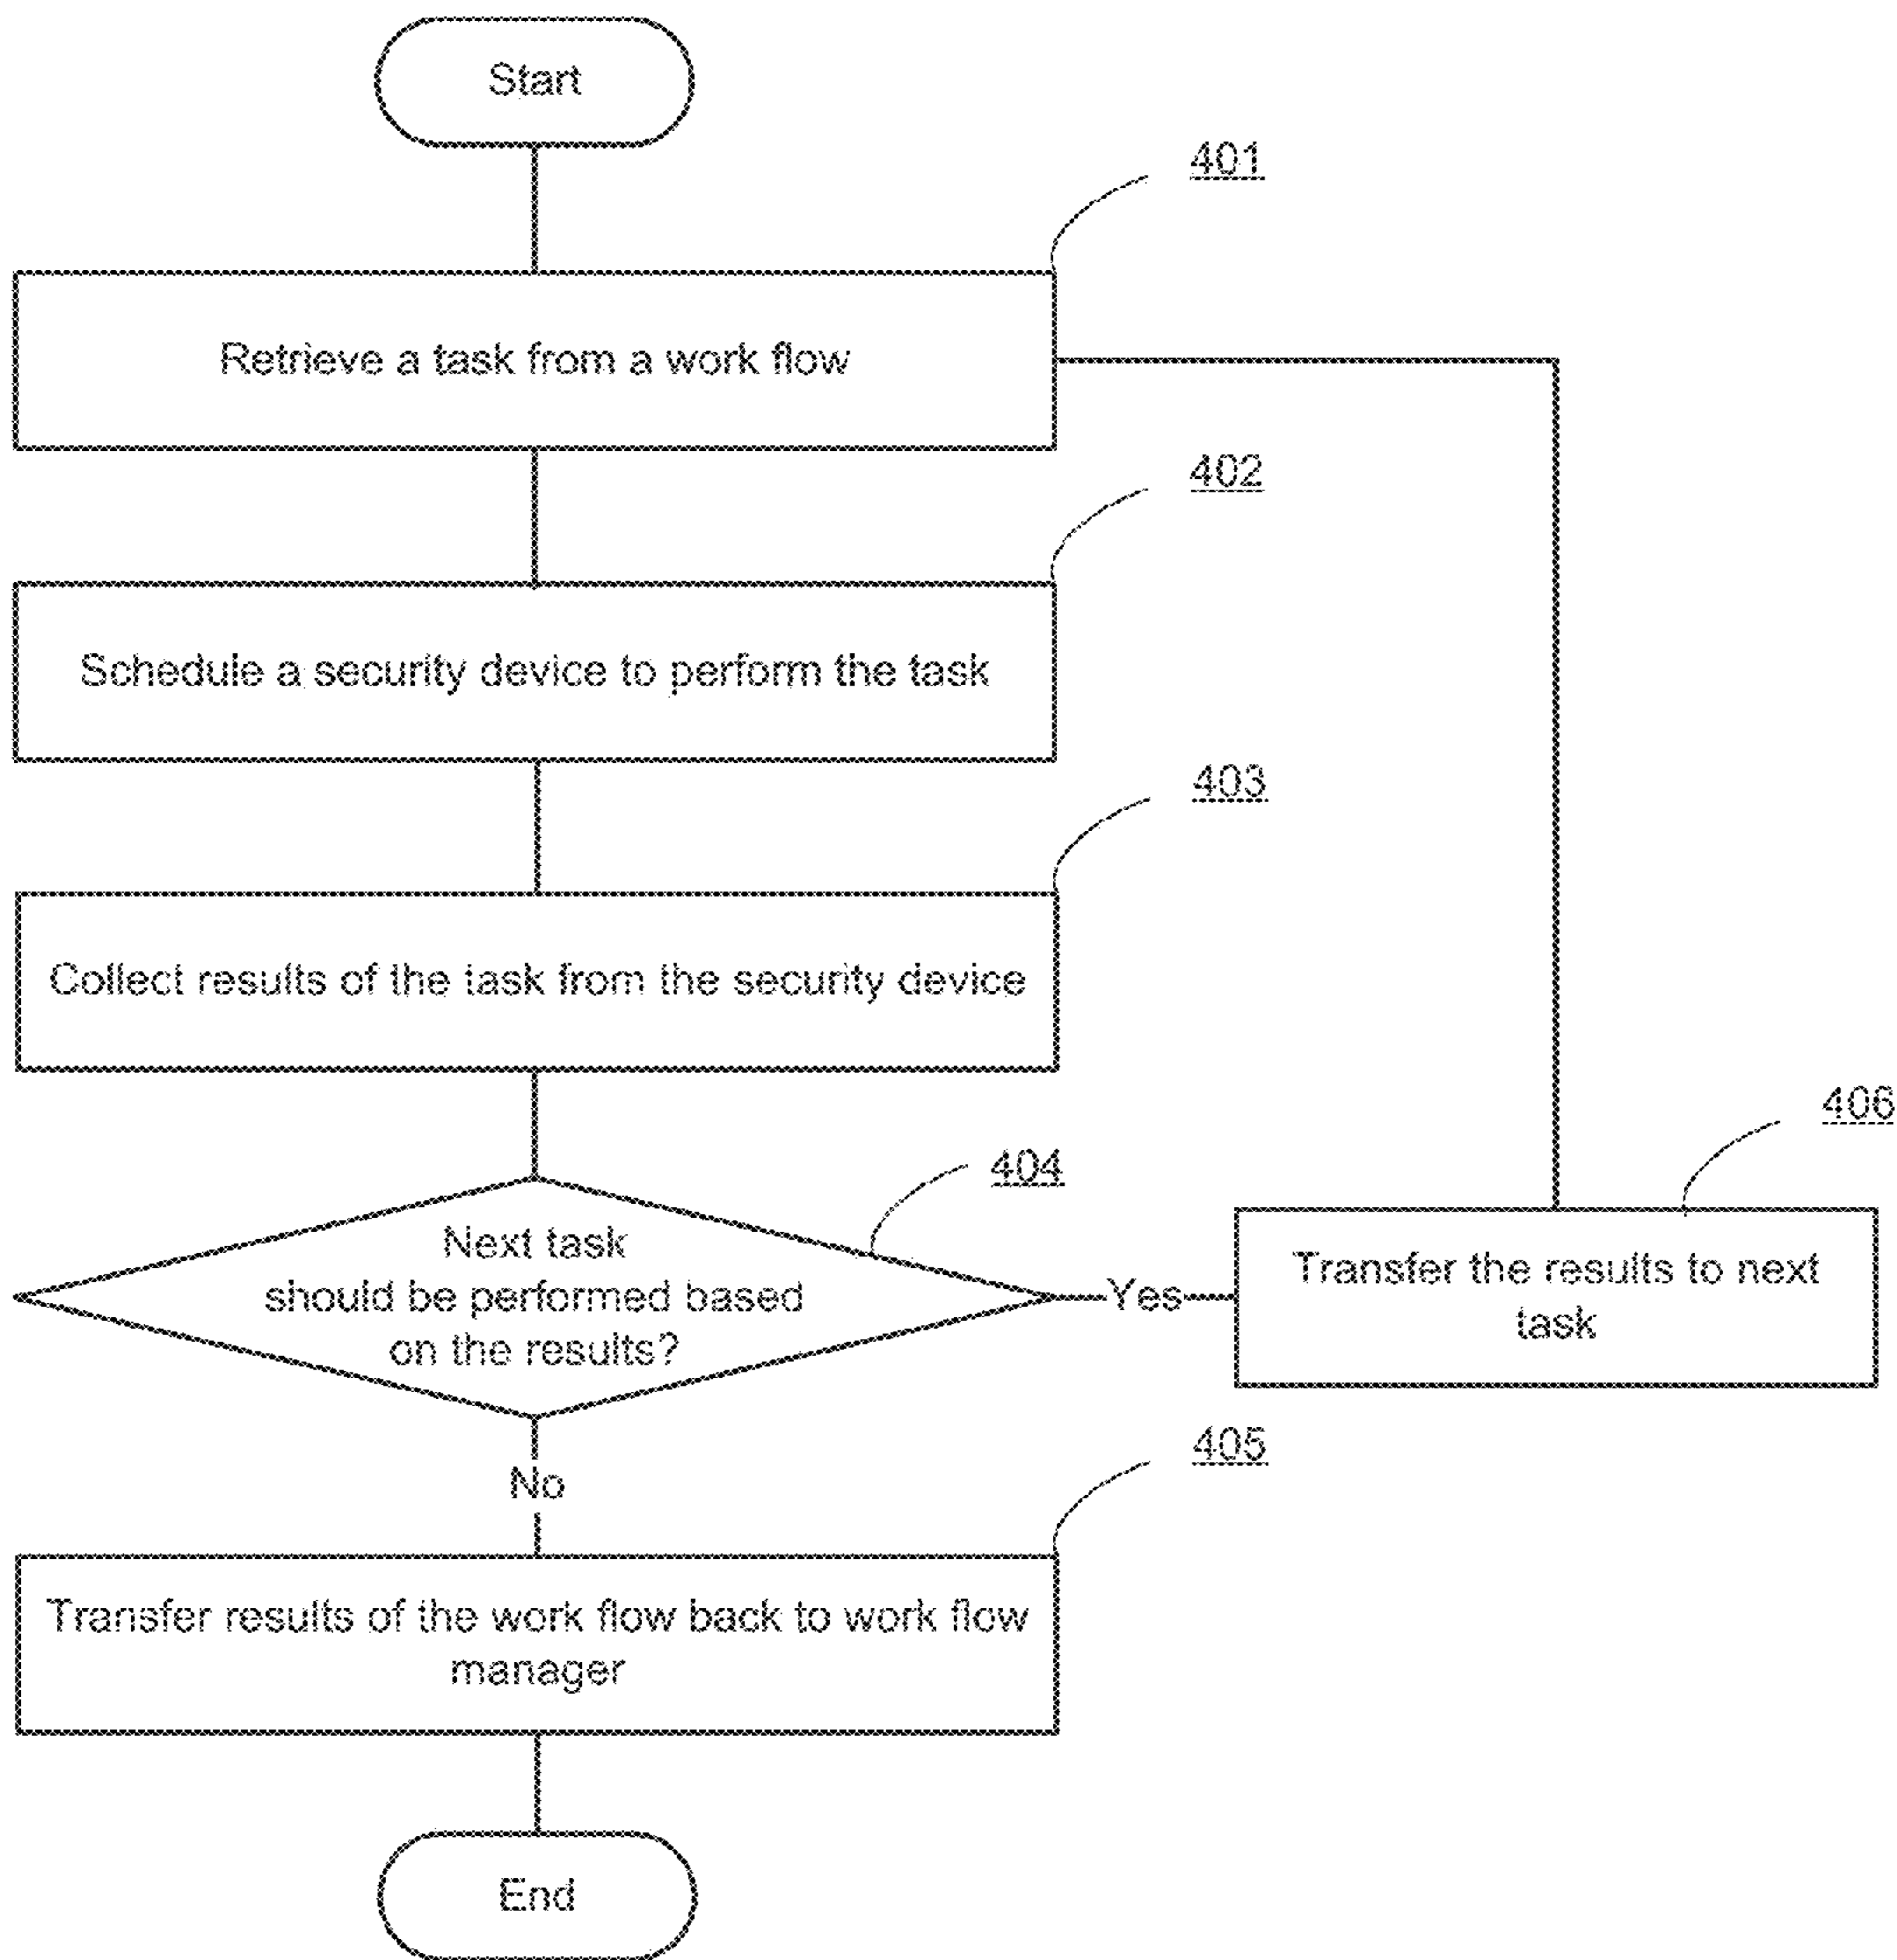 Start
401
Retrieve a task from a work flow
402
Schedule a security device to perform the task
403
Collect results of the task from the security device
404
Next task
should be performed based
on the results?
Yes
406
Transfer the results to next
task
No
405
Transfer results of the work flow back to work flow
manager
End